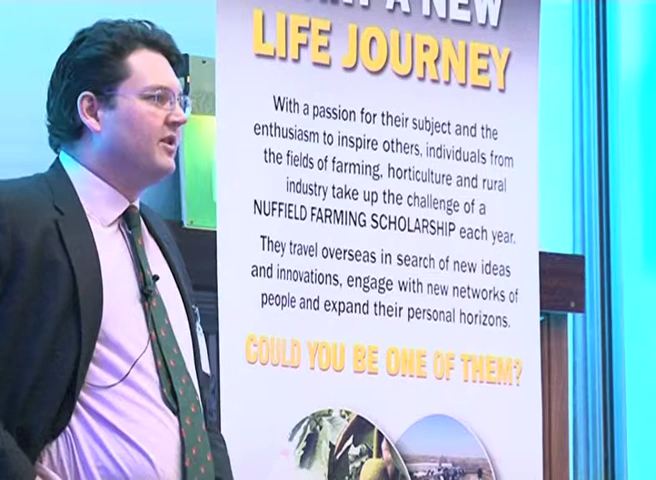 A NEW
LIFE JOURNEY
With a passion for their subject and the
enthusiasm to inspire others, individuals from
the fields of farming, horticulture and rural
industry take up the challenge of a
NUFFIELD FARMING SCHOLARSHIP each year.
They travel overseas in search of new ideas
and innovations, engage with new networks of
people and expand their personal horizons.
COULD YOU BE ONE OF THEM?